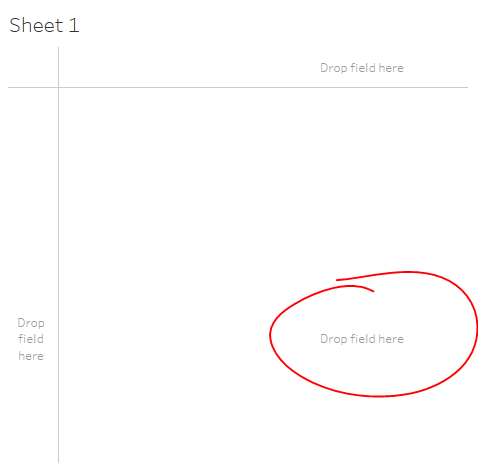 Sheet 1
Drop field here
Drop
field
here
Drop field here